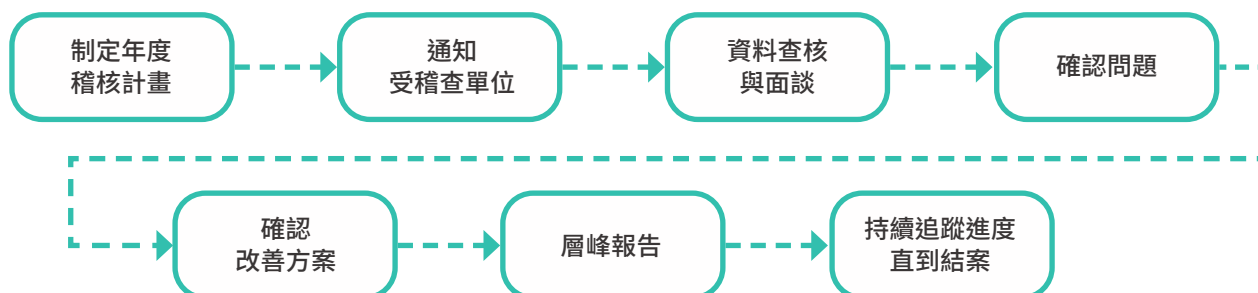 制定年度
稽核計畫
通知
受稽查單位
資料查核
與面談
確認問題
確認
改善方案
層峰報告
持續追蹤進度
直到結案